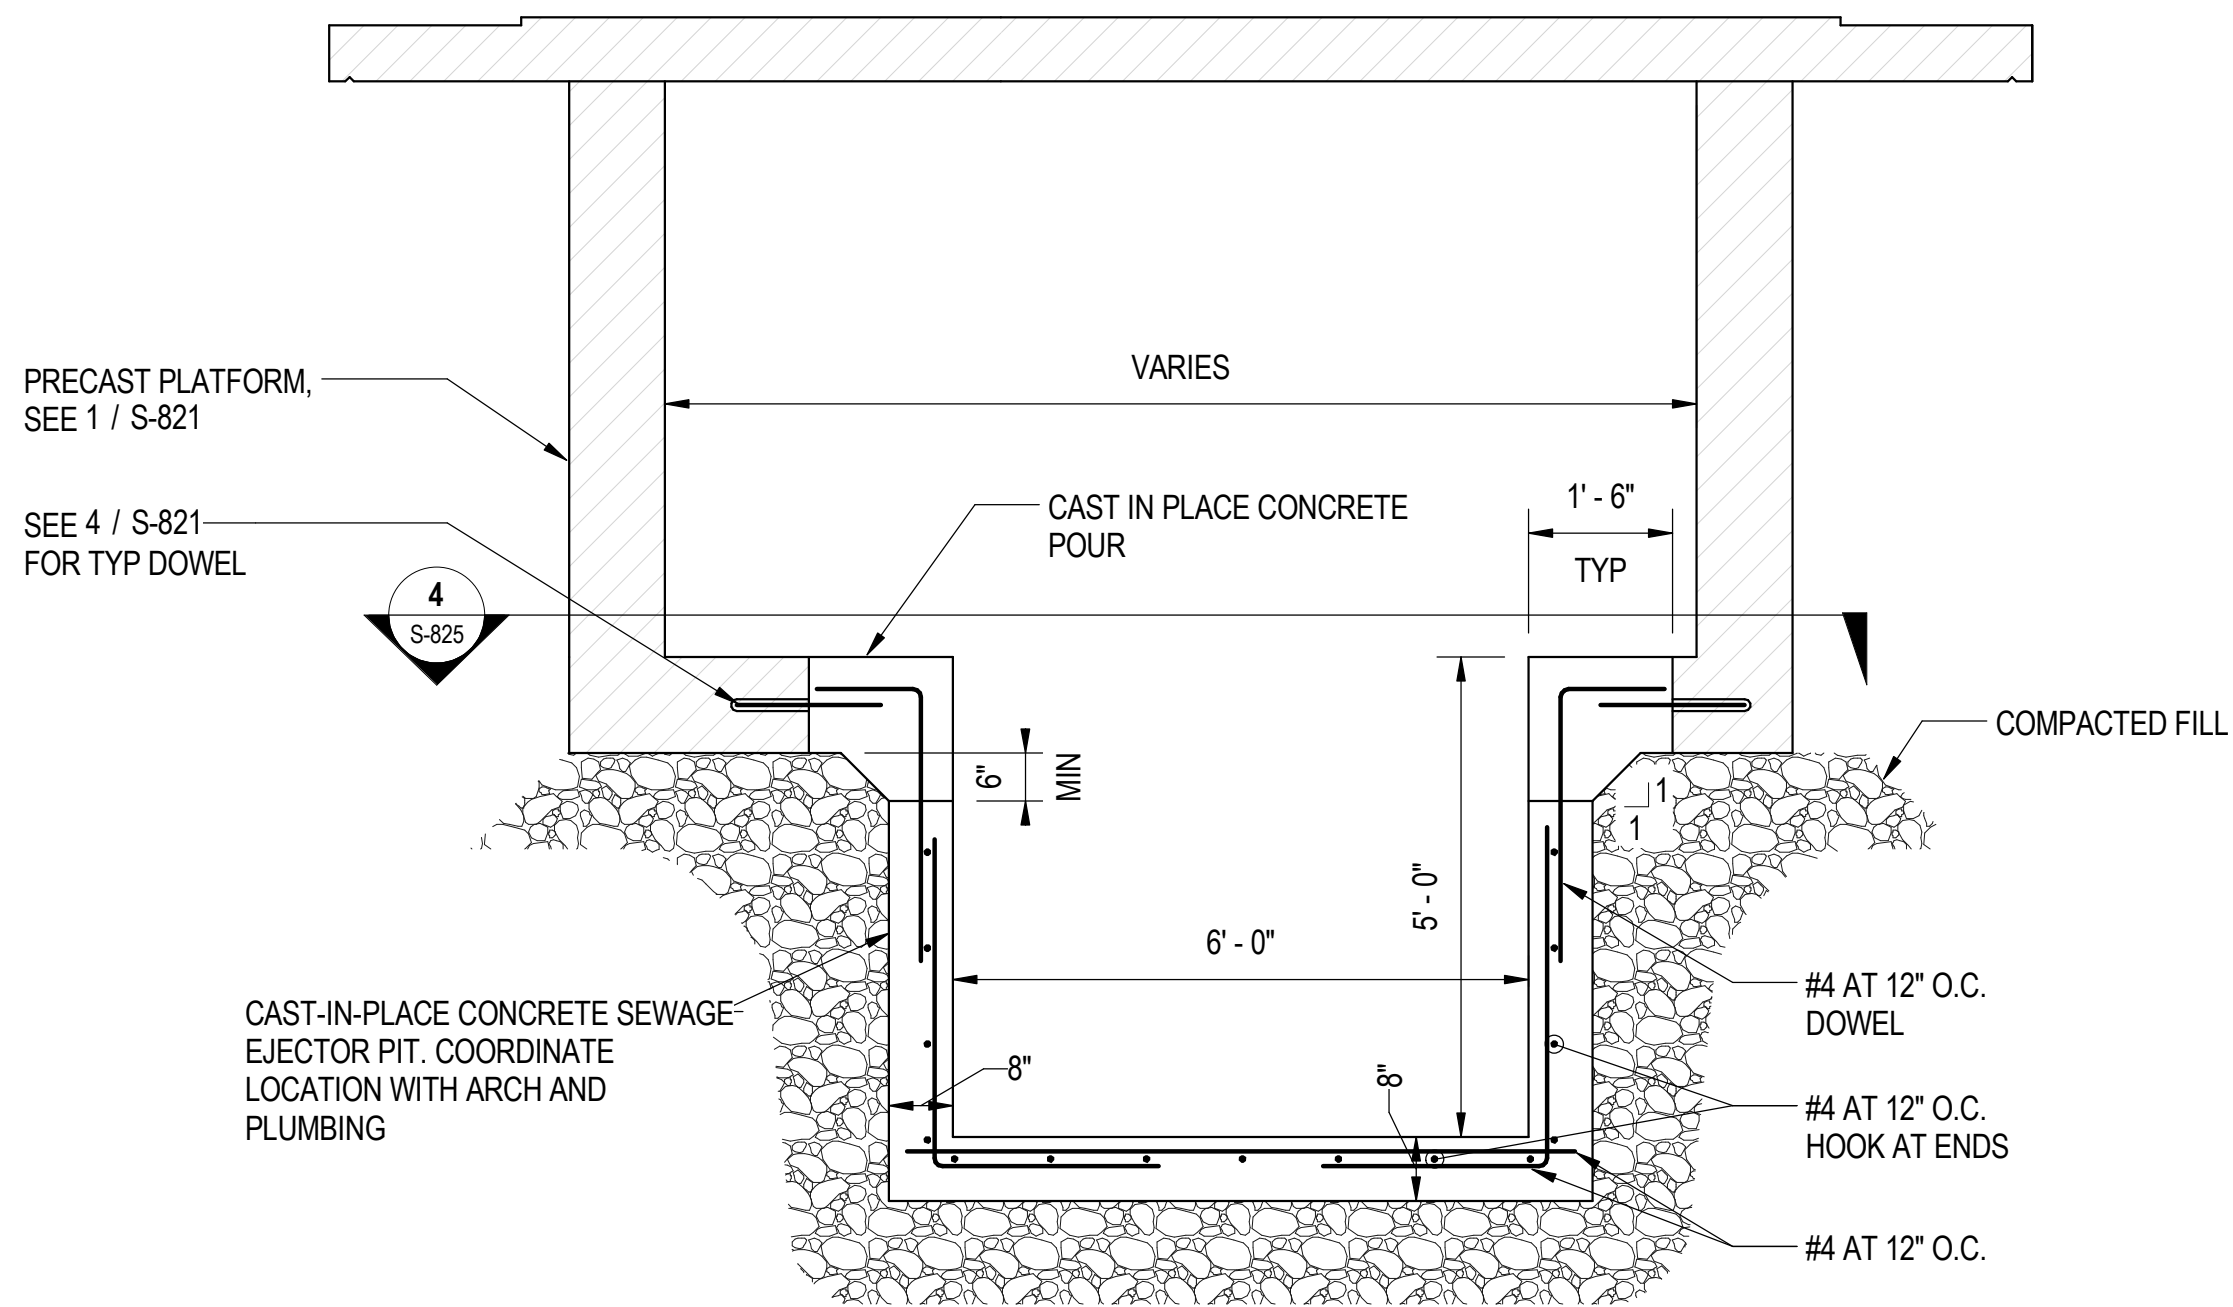 VARIES
PRECAST PLATFORM,
SEE 1 / S-821
SEE 4 / S-821
FOR TYP DOWEL
4
S-825
CAST IN PLACE CONCRETE
POUR
1' - 6"
TYP
COMPACTED FILL
6"
MIN
1
1
5' - 0"
6' - 0"
CAST-IN-PLACE CONCRETE SEWAGE
EJECTOR PIT. COORDINATE
LOCATION WITH ARCH AND
PLUMBING
8"
8"
#4 AT 12" O.C.
DOWEL
#4 AT 12" O.C.
HOOK AT ENDS
#4 AT 12" O.C.